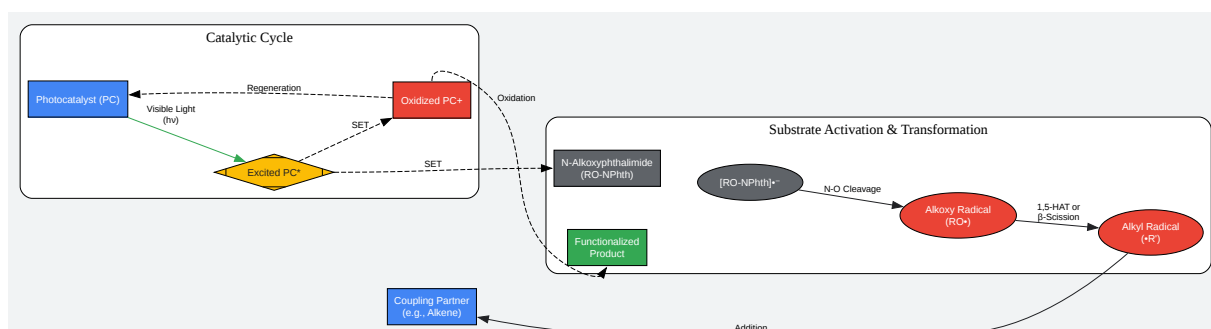 Catalytic Cycle
Photocatalyst (PC)
Regeneration
Oxidized PC+
Visible Light
(hν)
SET
Excited PC*
SET
Oxidation
Substrate Activation & Transformation
N-Alkoxyphthalimide
(RO-NPhth)
[RO-NPhth]•⁻
N-O Cleavage
Alkoxy Radical
(RO•)
1,5-HAT or
β-Scission
Alkyl Radical
(•R')
Functionalized
Product
Coupling Partner
(e.g., Alkene)
Addition